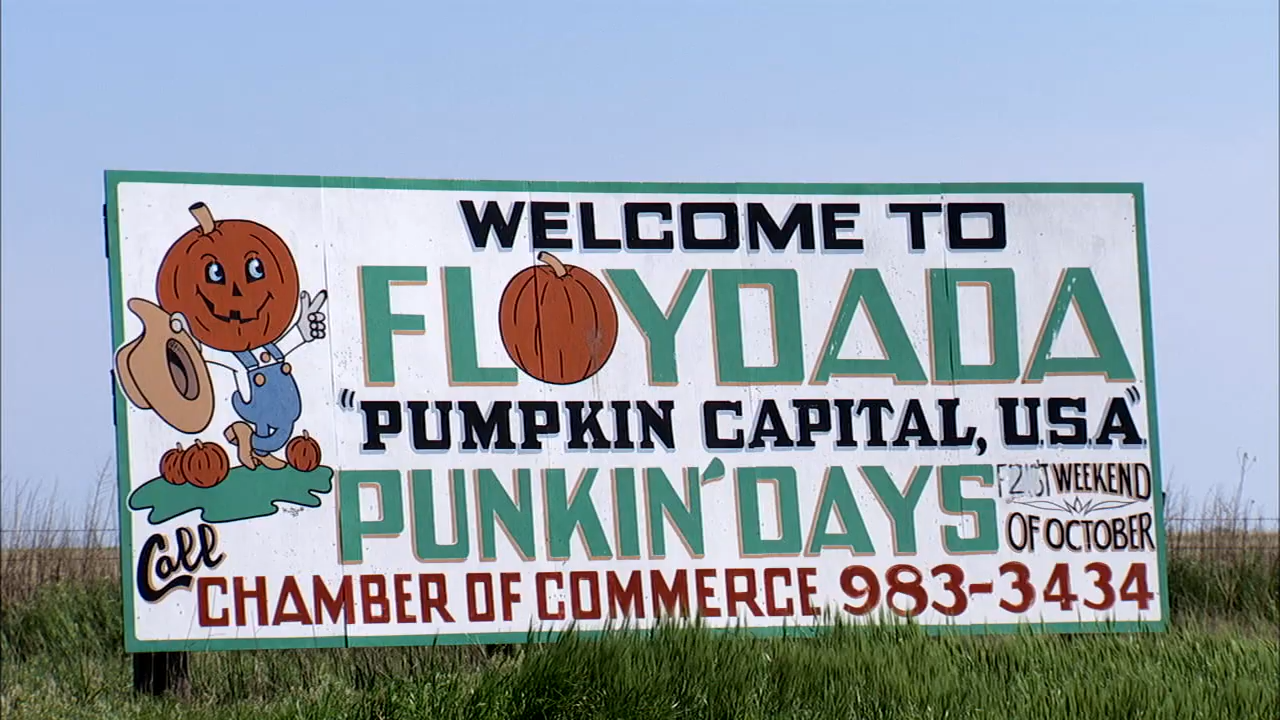 WELCOME TO
FLOYDADA
"PUMPKIN CAPITAL, U.S.A."
PUNKIN' DAYS
WEEKEND
OF OCTOBER
Call
CHAMBER OF COMMERCE 983-3434